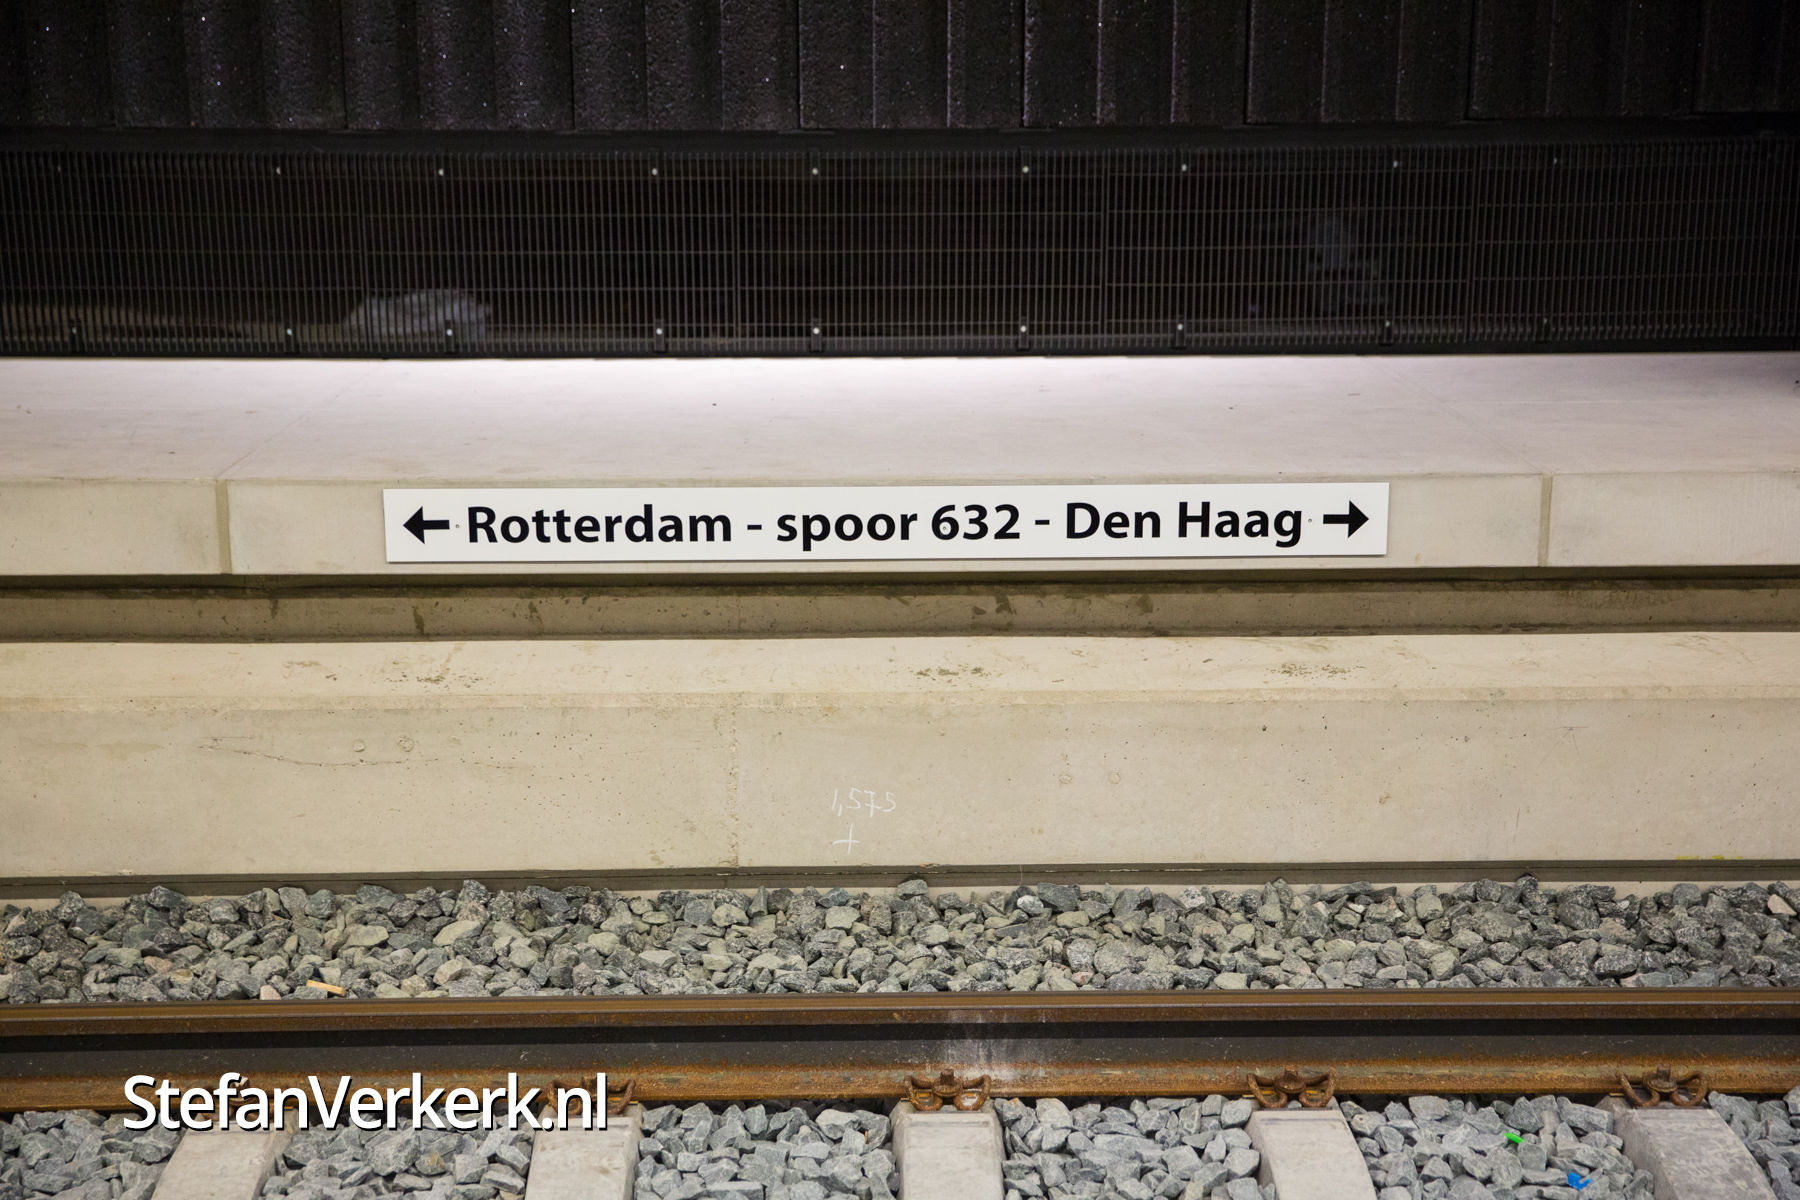 ← Rotterdam - spoor 632 - Den Haag →
1,575
+
StefanVerkerk.nl